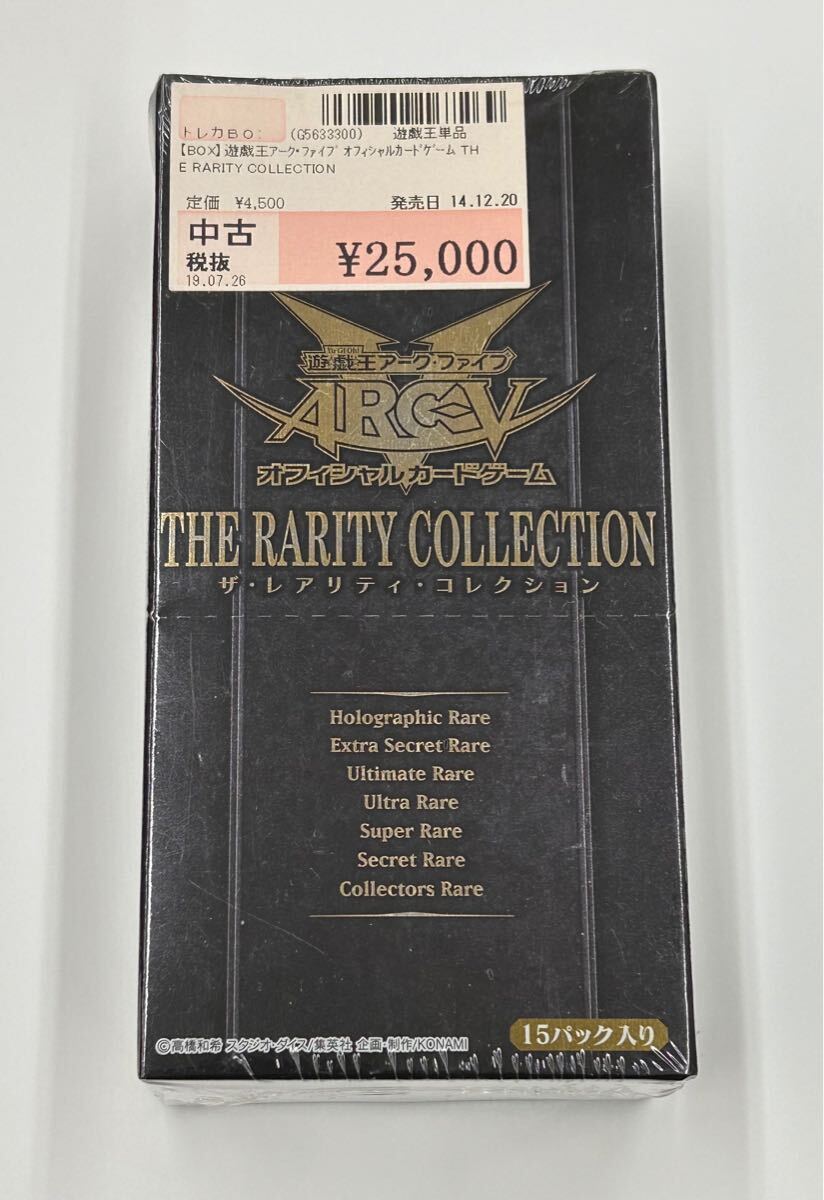 トレカBO: (G5633300) 遊戯王単品
【BOX】遊戯王アーク・ファイブ オフィシャルカードゲーム TH
E RARITY COLLECTION
定価 ¥4,500 発売日 14.12.20
中古
税抜
19.07.26
¥25,000
Yu-Gi-Oh!
遊戯王アーク・ファイブ
ARC-V
オフィシャルカードゲーム
THE RARITY COLLECTION
ザ・レアリティ・コレクション
Holographic Rare
Extra Secret Rare
Ultimate Rare
Ultra Rare
Super Rare
Secret Rare
Collectors Rare
15パック入り
©高橋和希 スタジオ・ダイス/集英社 企画・制作/KONAMI